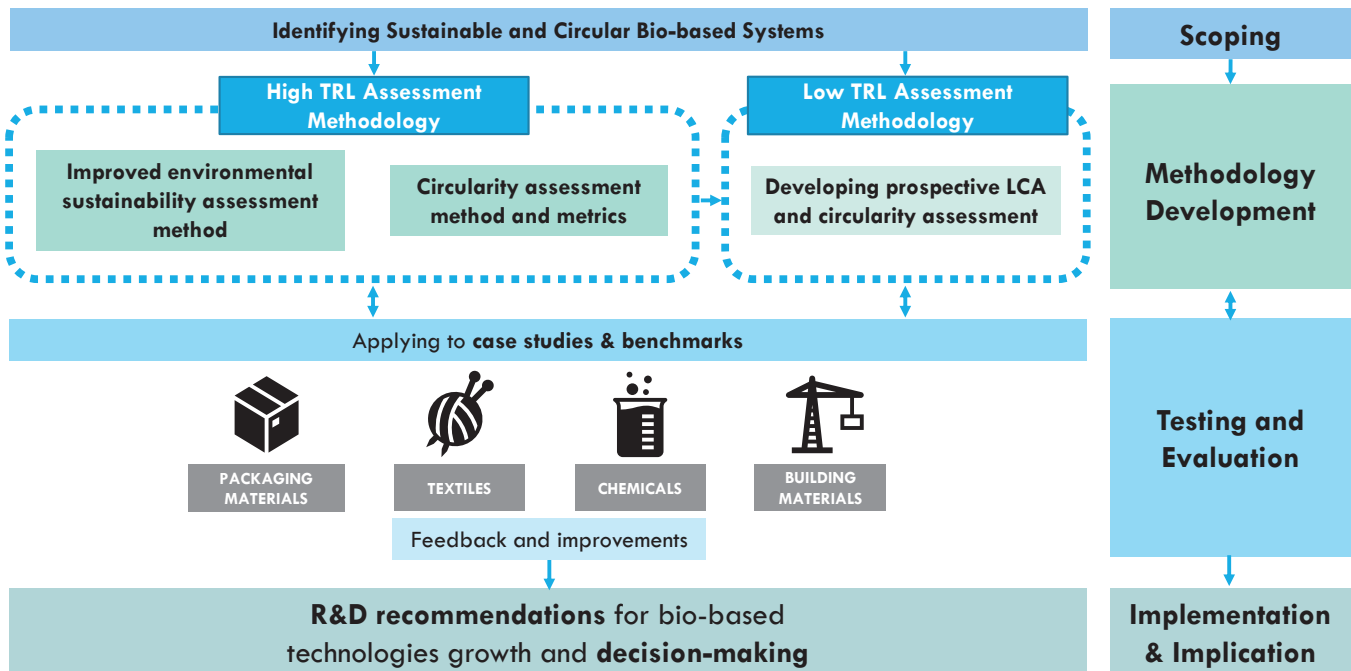 Identifying Sustainable and Circular Bio-based Systems
Scoping
High TRL Assessment
Methodology
Low TRL Assessment
Methodology
Improved environmental
sustainability assessment
method
Circularity assessment
method and metrics
Developing prospective LCA
and circularity assessment
Methodology
Development
Applying to case studies & benchmarks
PACKAGING
MATERIALS
TEXTILES
CHEMICALS
BUILDING
MATERIALS
Testing and
Evaluation
Feedback and improvements
R&D recommendations for bio-based
technologies growth and decision-making
Implementation
& Implication